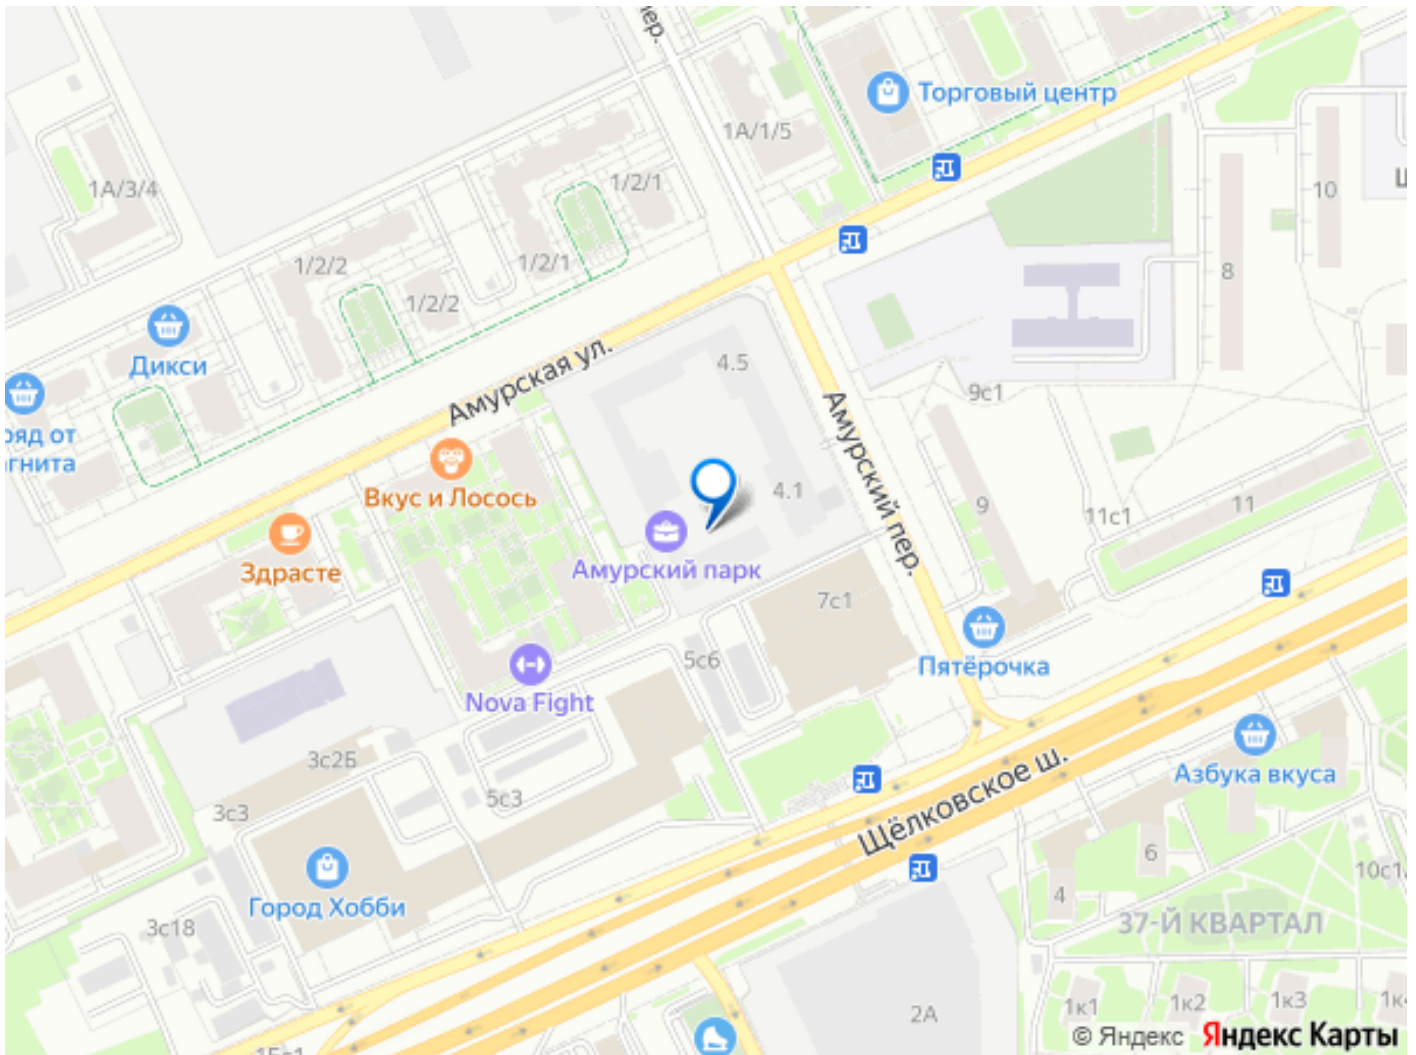 пер.
Торговый центр
1А/1/5
1А/3/4
1/2/1
10
1/2/2
1/2/1
8
1/2/2
Дикси
4.5
Амурская ул.
9с1
Амурский пер.
Вкус и Лосось
4.1
9
11с1
11
Здрасте
Амурский парк
7с1
5с6
Пятёрочка
Nova Fight
3с2Б
Азбука вкуса
5с3
3с3
Щёлковское ш.
6
4
10с1
Город Хобби
3с18
37-Й КВАРТАЛ
2А
1к1
1к2
1к3
© Яндекс Яндекс Карты